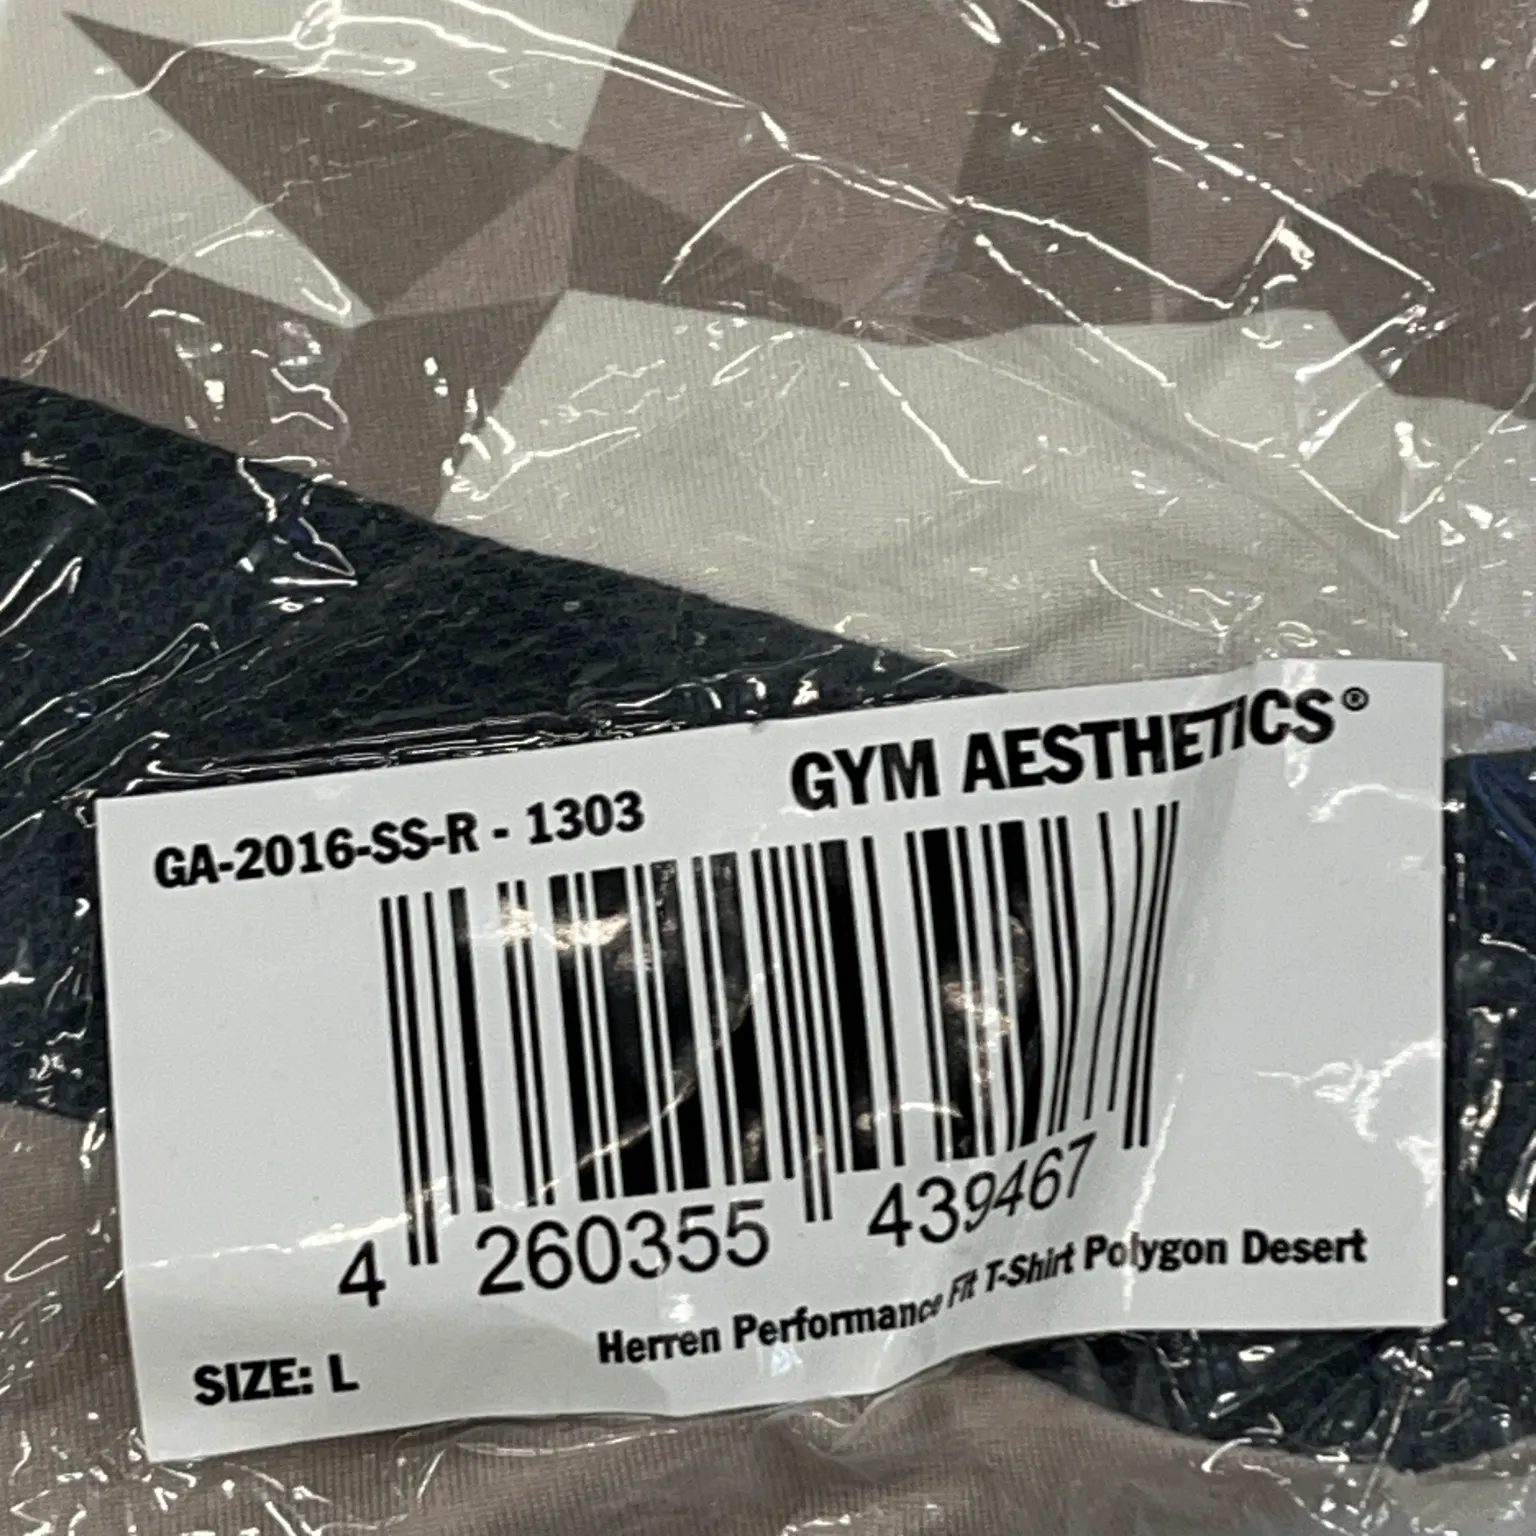 GYM AESTHETICS®
GA-2016-SS-R - 1303
4 260355 439467
Herren Performance Fit T-Shirt Polygon Desert
SIZE: L